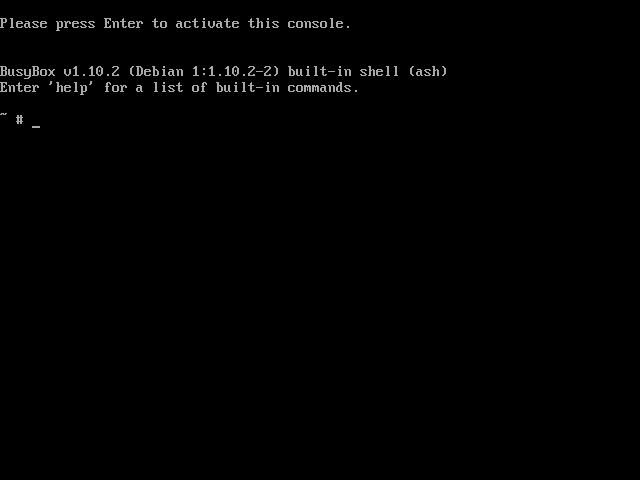 Please press Enter to activate this console.
BusyBox v1.10.2 (Debian 1:1.10.2-2) built-in shell (ash)
Enter 'help' for a list of built-in commands.
~ # _